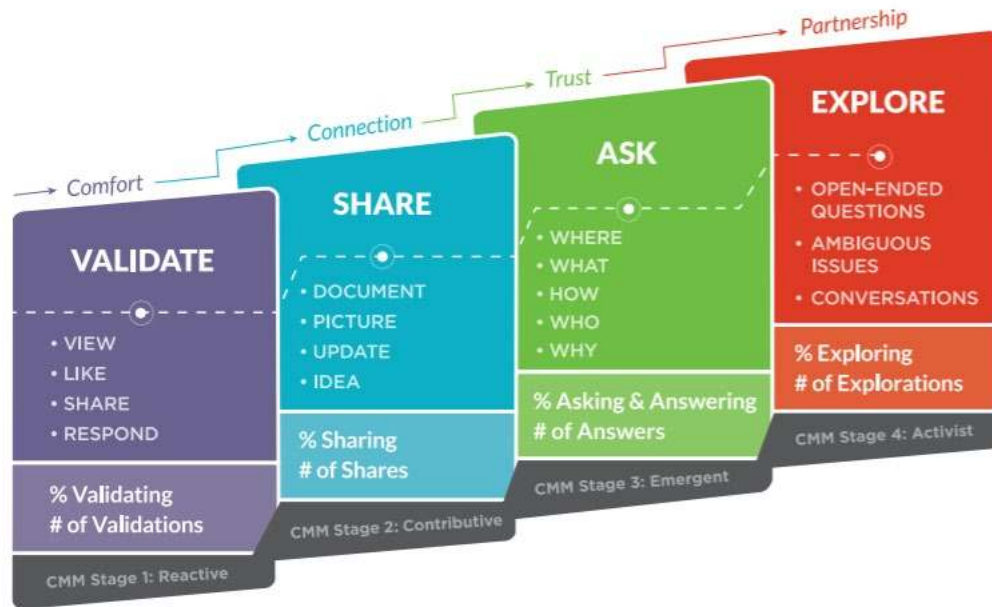 Comfort
VALIDATE
• VIEW
• LIKE
• SHARE
• RESPOND
% Validating
# of Validations
CMM Stage 1: Reactive
Connection
SHARE
• DOCUMENT
• PICTURE
• UPDATE
• IDEA
% Sharing
# of Shares
CMM Stage 2: Contributive
Trust
ASK
• WHERE
• WHAT
• HOW
• WHO
• WHY
% Asking & Answering
# of Answers
CMM Stage 3: Emergent
Partnership
EXPLORE
• OPEN-ENDED
QUESTIONS
• AMBIGUOUS
ISSUES
• CONVERSATIONS
% Exploring
# of Explorations
CMM Stage 4: Activist